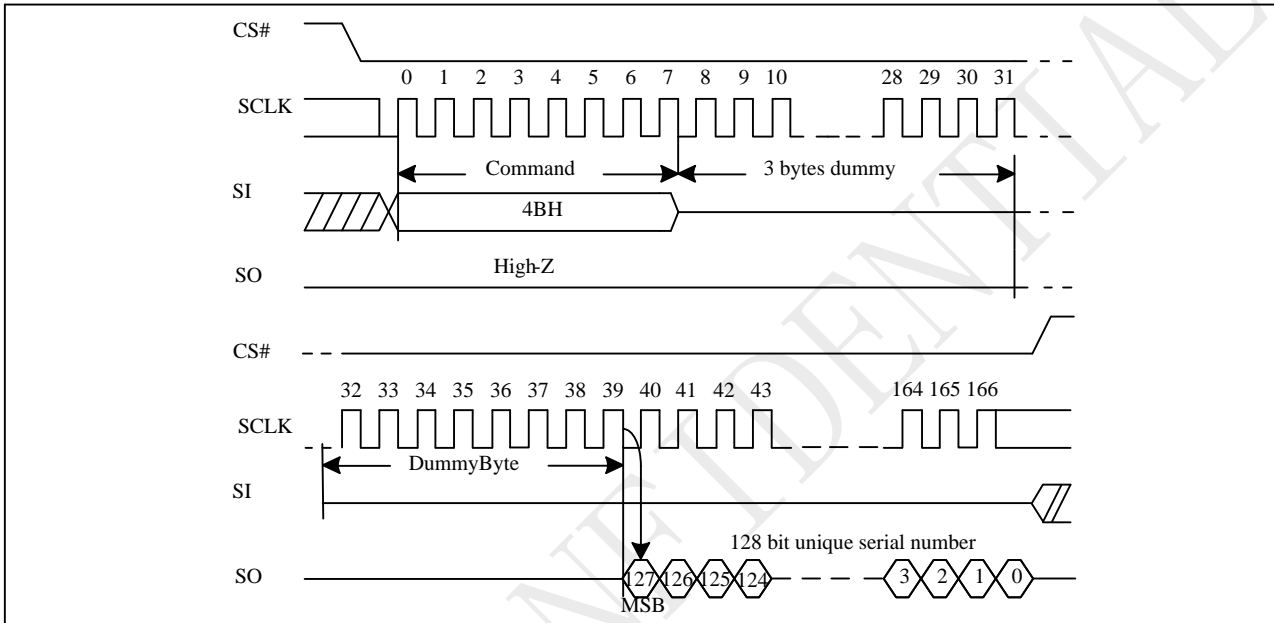 CS#
0 1 2 3 4 5 6 7 8 9 10 28 29 30 31
SCLK
Command 3 bytes dummy
SI
4BH
High-Z
SO
CS#
32 33 34 35 36 37 38 39 40 41 42 43 164 165 166
SCLK
DummyByte
SI
128 bit unique serial number
SO
127 126 125 124 3 2 1 0
MSB